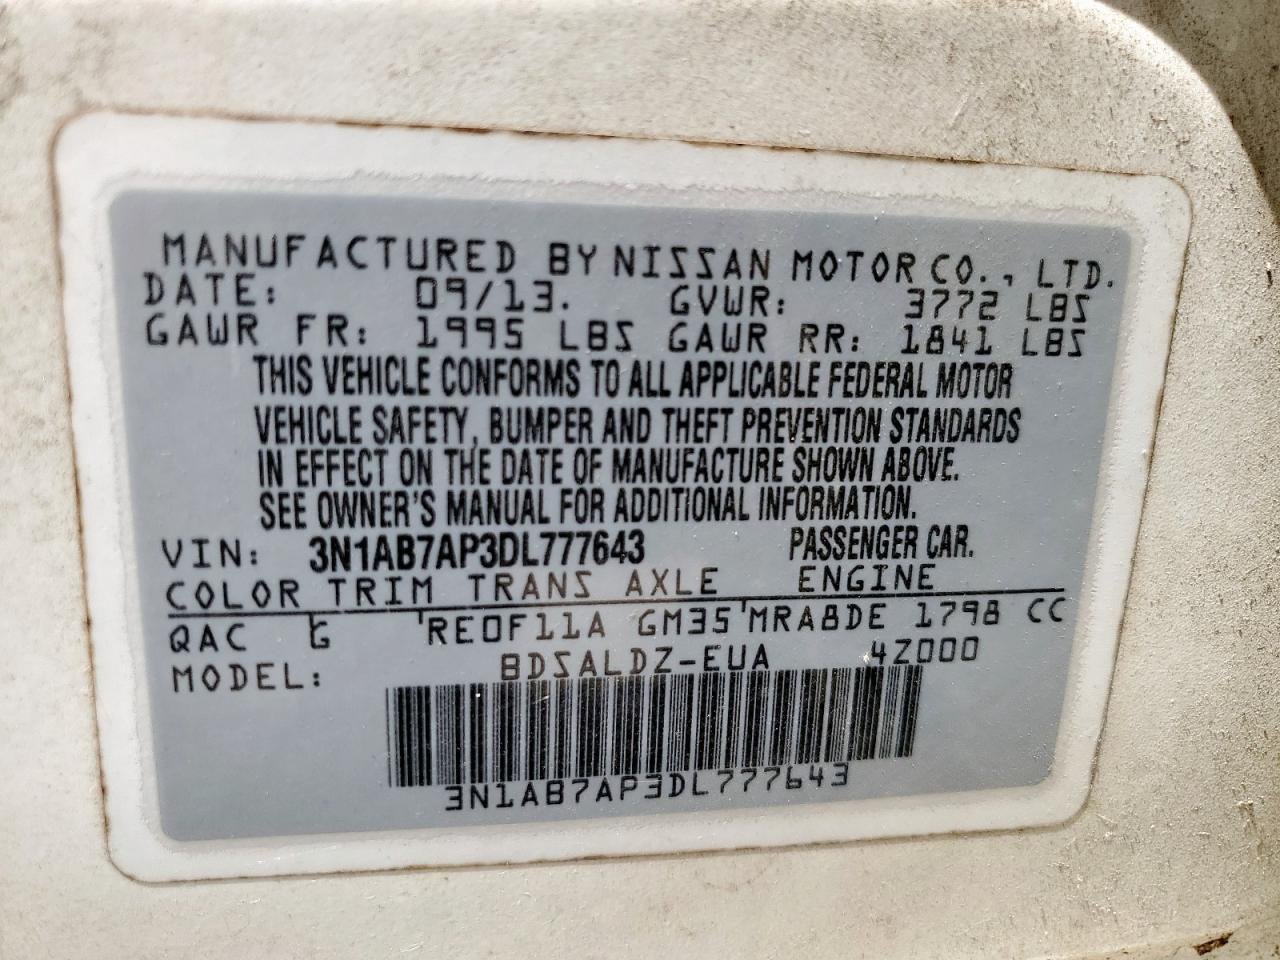 MANUFACTURED BY NISSAN MOTOR CO., LTD.
DATE: 09/13. GVWR: 3772 LBS
GAWR FR: 1995 LBS GAWR RR: 1841 LBS
THIS VEHICLE CONFORMS TO ALL APPLICABLE FEDERAL MOTOR
VEHICLE SAFETY, BUMPER AND THEFT PREVENTION STANDARDS
IN EFFECT ON THE DATE OF MANUFACTURE SHOWN ABOVE.
SEE OWNER'S MANUAL FOR ADDITIONAL INFORMATION.
VIN: 3N1AB7AP3DL777643 PASSENGER CAR.
COLOR TRIM TRANS AXLE ENGINE
QAC G RE0F11A GM35 MRA8DE 1798 CC
MODEL: BDSALDZ-EUA 4Z000
3N1AB7AP3DL777643